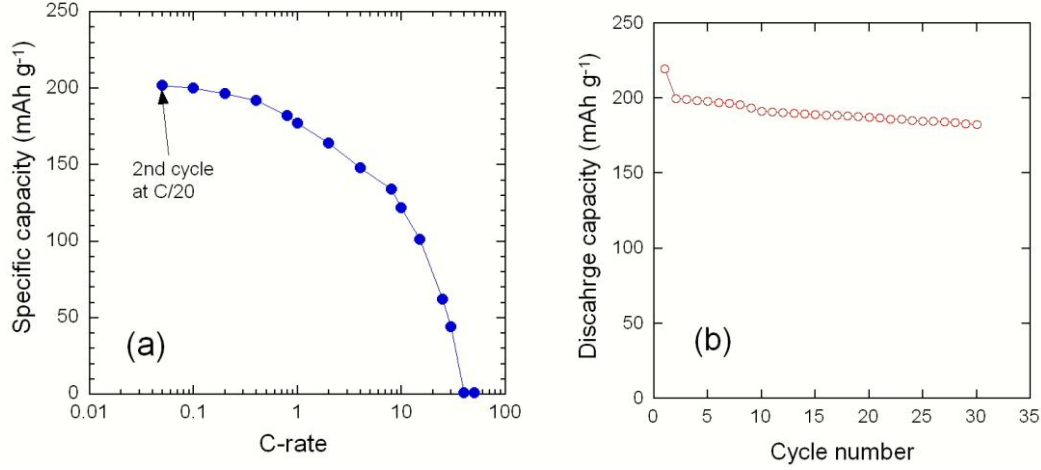 250
200
150
100
50
0
Specific capacity (mAh g⁻¹)
2nd cycle
at C/20
(a)
0.01 0.1 1 10 100
C-rate
250
200
150
100
50
0
Discahrge capacity (mAh g⁻¹)
(b)
0 5 10 15 20 25 30 35
Cycle number